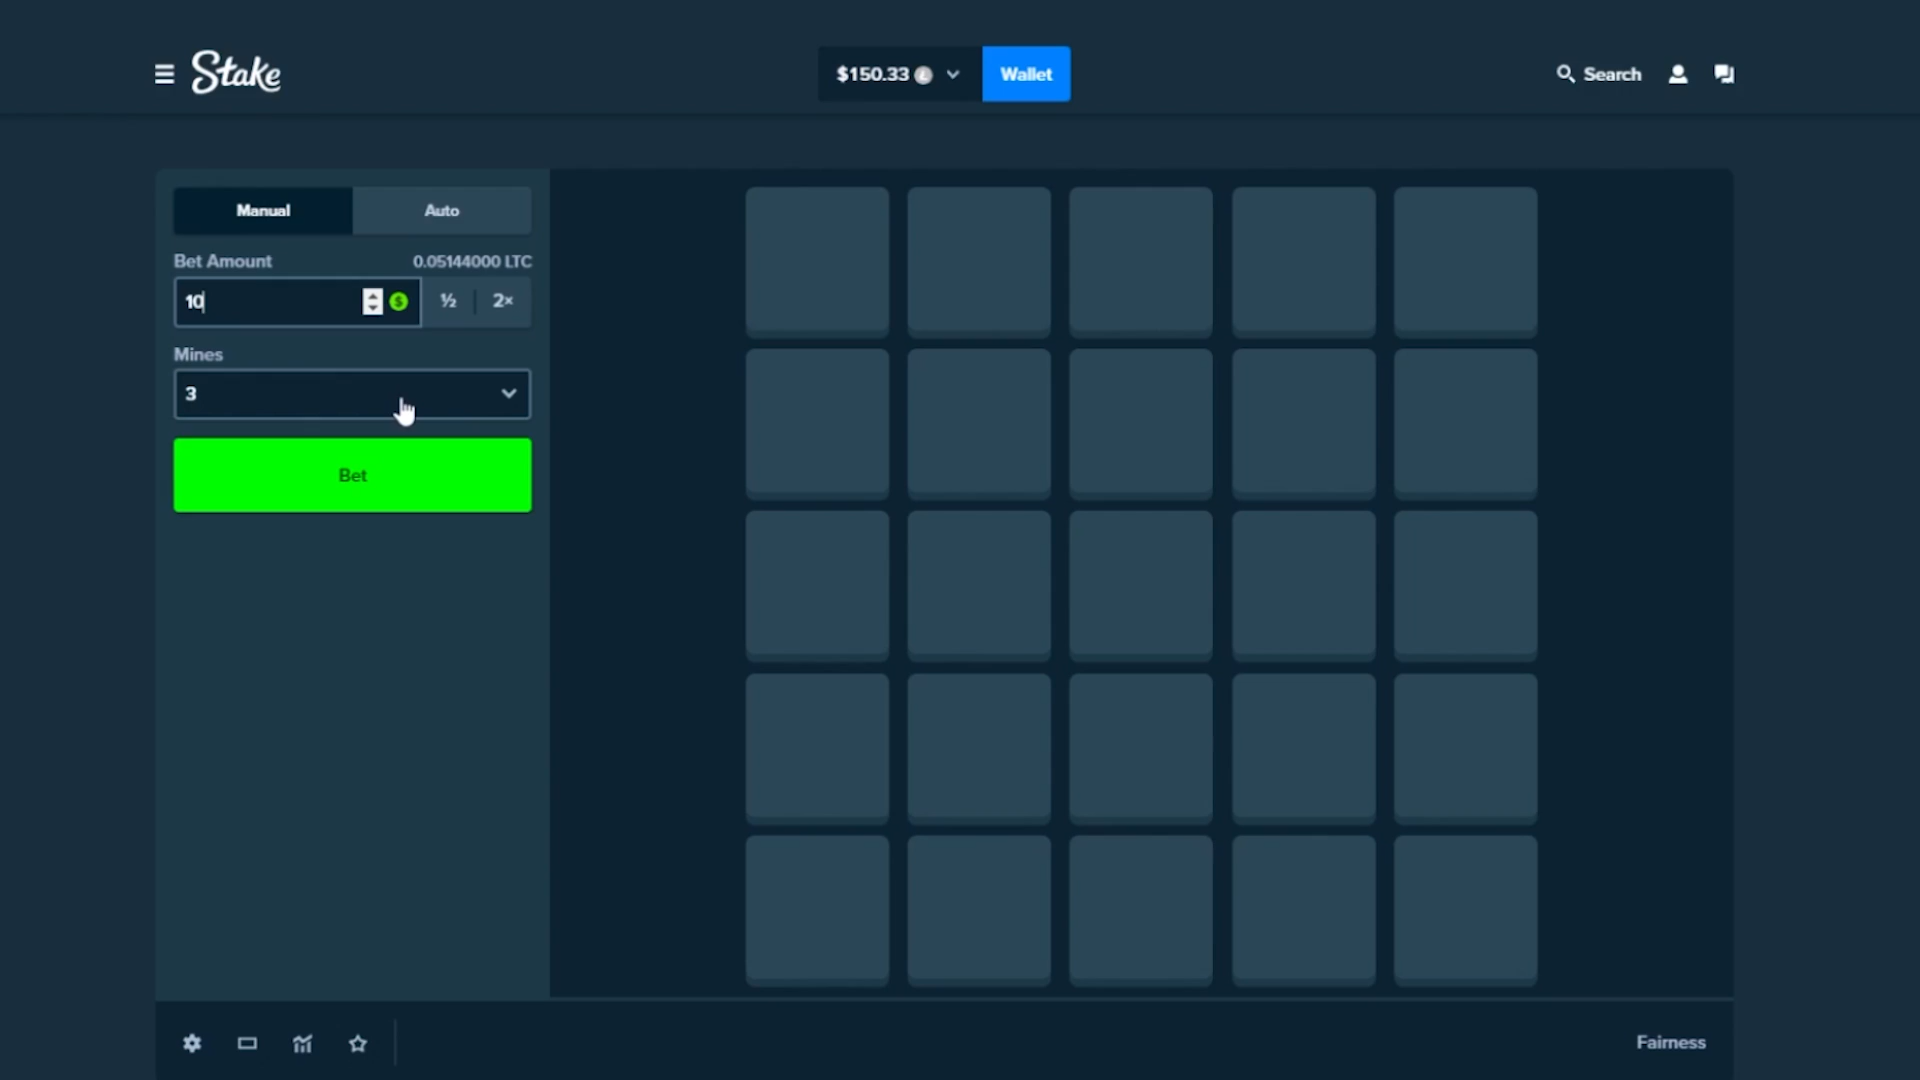 Stake
$150.33
Wallet
Search
Manual
Auto
Bet Amount
0.05144000 LTC
10
½
2×
Mines
3
Bet
Fairness